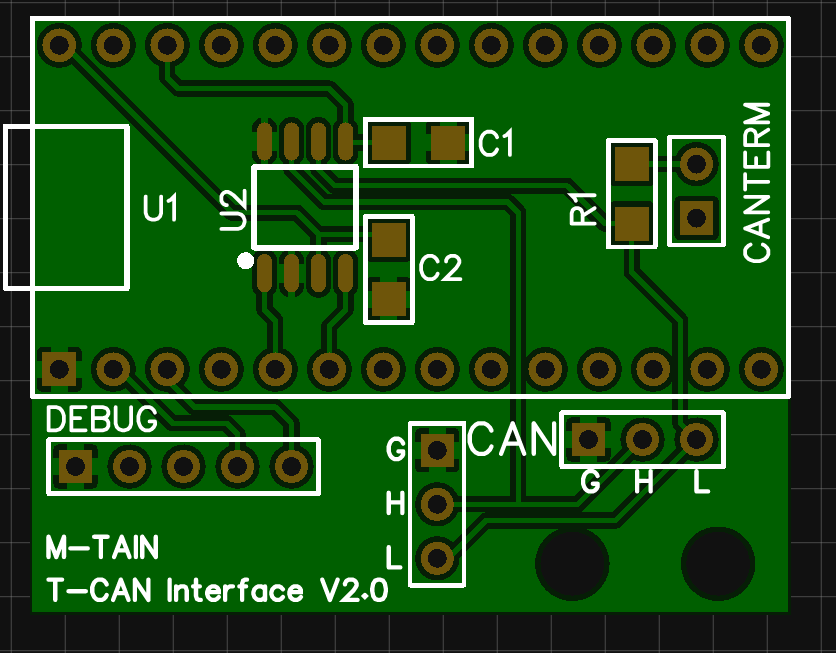 C1
U1
U2
R1
CANTERM
C2
DEBUG
G
CAN
H
G H L
L
M-TAIN
T-CAN Interface V2.0